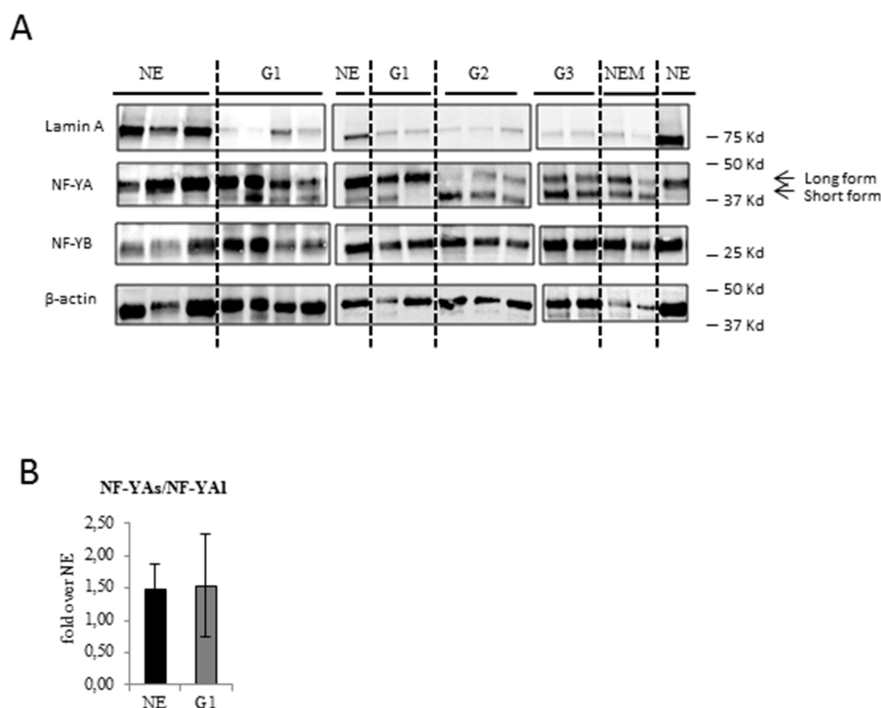 A
NE G1 NE G1 G2 G3 NEM NE
Lamin A
75 Kd
50 Kd
NF-YA
Long form
37 Kd
Short form
NF-YB
25 Kd
β-actin
50 Kd
37 Kd
B
NF-YAs/NF-YAl
fold over NE
2,50
2,00
1,50
1,00
0,50
0,00
NE G1